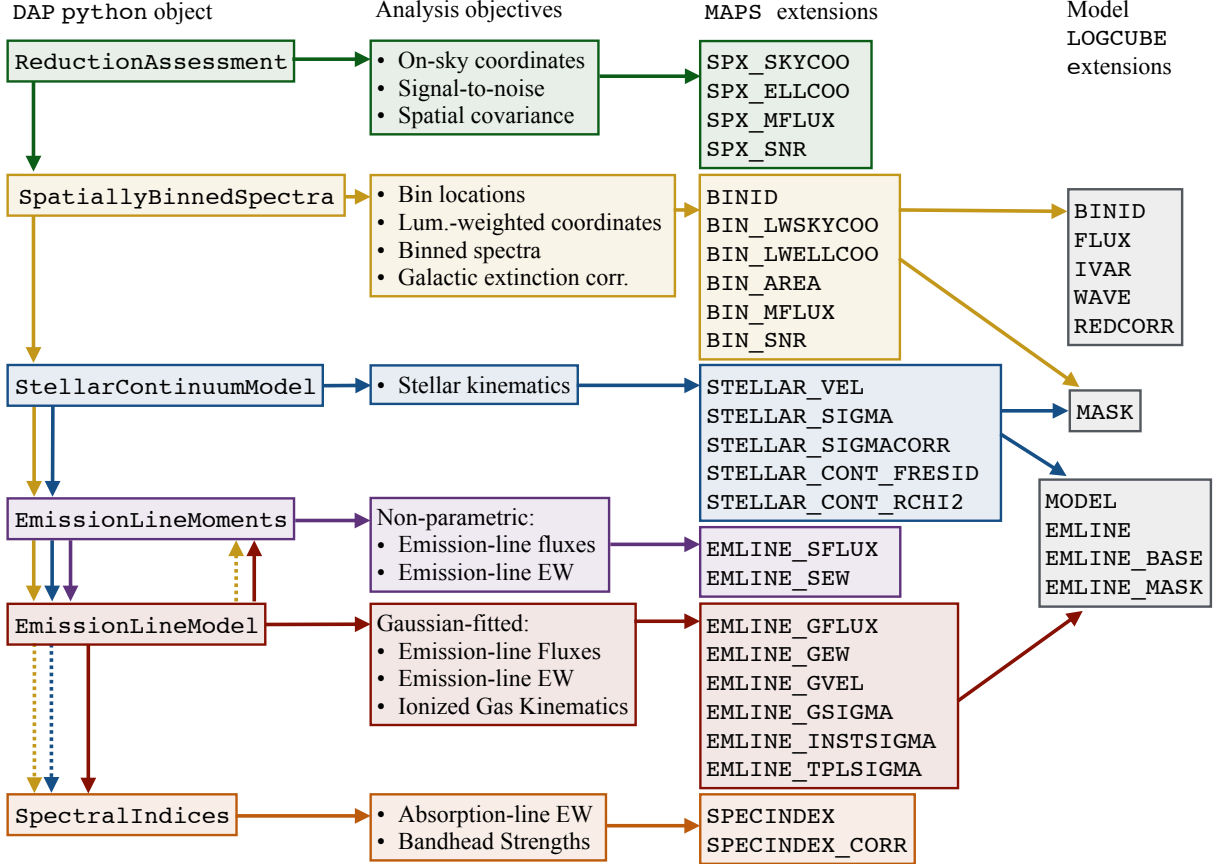 DAP python object
Analysis objectives
MAPS extensions
Model
LOGCUBE
extensions
ReductionAssessment
• On-sky coordinates
• Signal-to-noise
• Spatial covariance
SPX_SKYCOO
SPX_ELLCOO
SPX_MFLUX
SPX_SNR
SpatiallyBinnedSpectra
• Bin locations
• Lum.-weighted coordinates
• Binned spectra
• Galactic extinction corr.
BINID
BIN_LWSKYCOO
BIN_LWELLCOO
BIN_AREA
BIN_MFLUX
BIN_SNR
BINID
FLUX
IVAR
WAVE
REDCORR
StellarContinuumModel
• Stellar kinematics
STELLAR_VEL
STELLAR_SIGMA
STELLAR_SIGMACORR
STELLAR_CONT_FRESID
STELLAR_CONT_RCHI2
MASK
EmissionLineMoments
Non-parametric:
• Emission-line fluxes
• Emission-line EW
EMLINE_SFLUX
EMLINE_SEW
MODEL
EMLINE
EMLINE_BASE
EMLINE_MASK
EmissionLineModel
Gaussian-fitted:
• Emission-line Fluxes
• Emission-line EW
• Ionized Gas Kinematics
EMLINE_GFLUX
EMLINE_GEW
EMLINE_GVEL
EMLINE_GSIGMA
EMLINE_INSTSIGMA
EMLINE_TPLSIGMA
SpectralIndices
• Absorption-line EW
• Bandhead Strengths
SPECINDEX
SPECINDEX_CORR